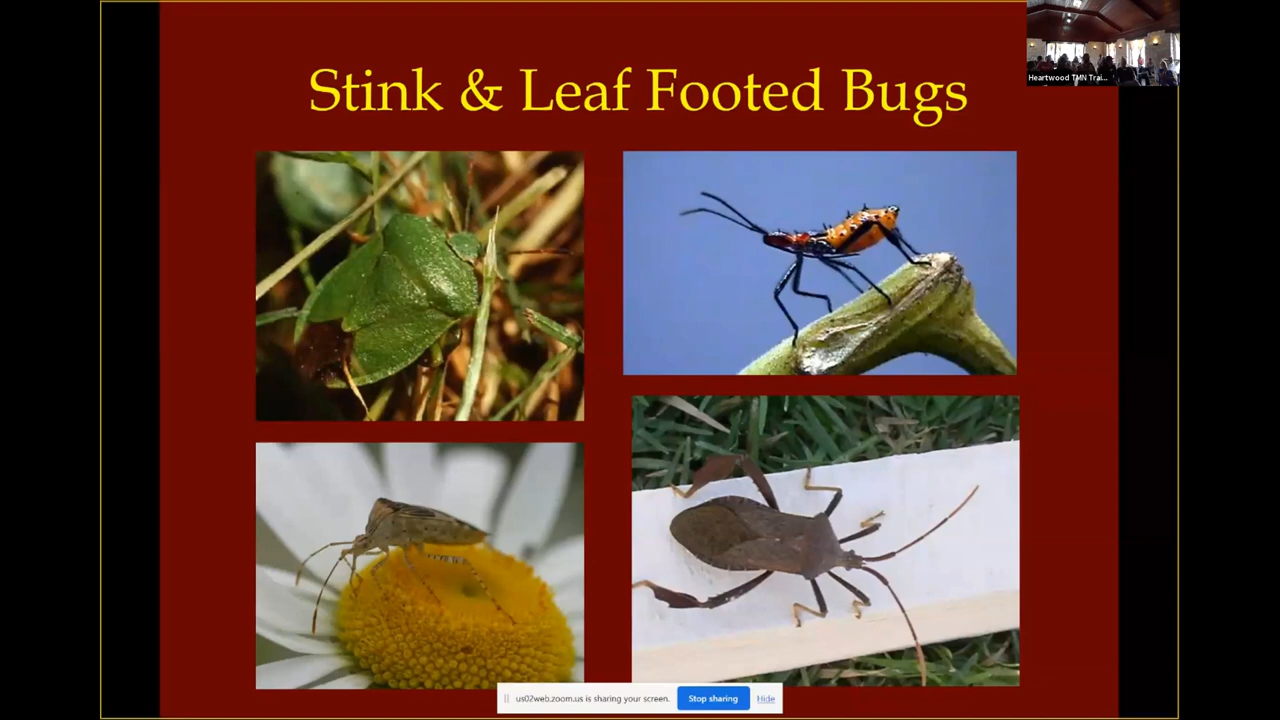 Heartwood TMN Trai...
Stink & Leaf Footed Bugs
us02web.zoom.us is sharing your screen.
Stop sharing
Hide